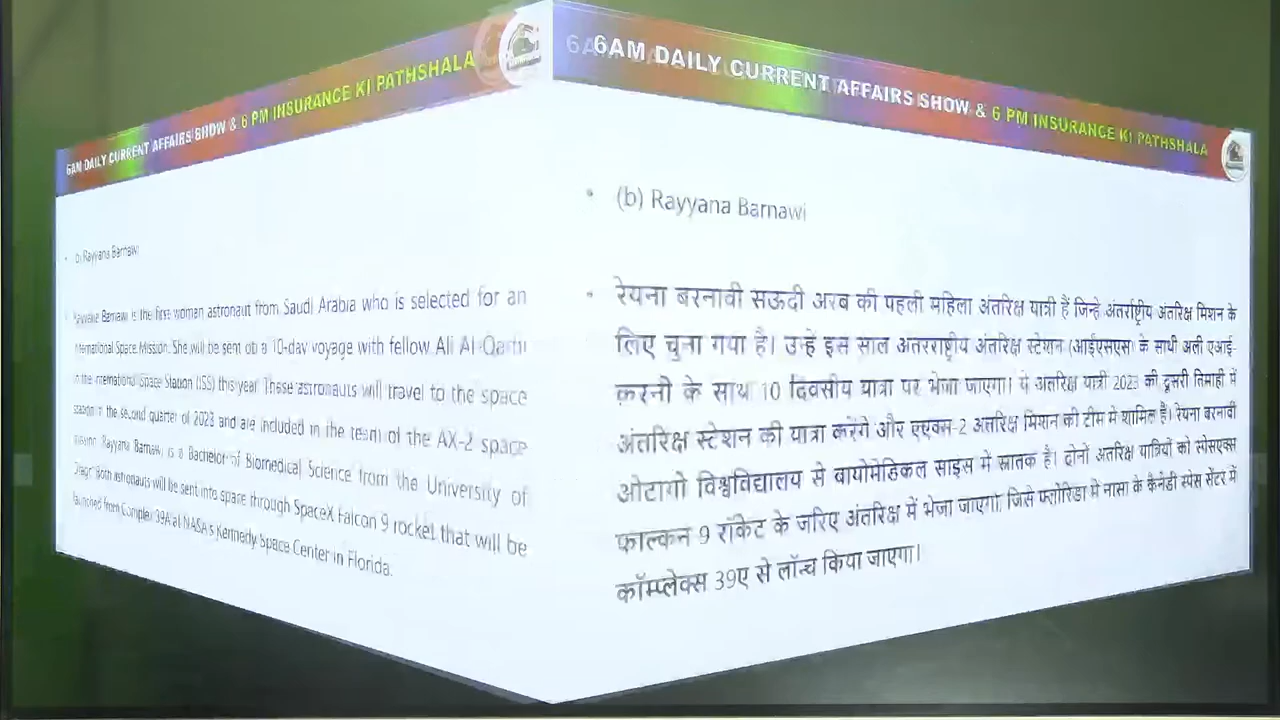 6AM DAILY CURRENT AFFAIRS SHOW & 6 PM INSURANCE KI PATHSHALA
b) Rayyana Barnawi
Rayyana Barnawi is the first woman astronaut from Saudi Arabia who is selected for an
International Space Mission. She will be sent ob a 10-day voyage with fellow Ali Al-Qarni
in the International Space Station (ISS) this year. These astronauts will travel to the space
station in the second quarter of 2023 and are included in the team of the AX-2 space
mission. Rayyana Barnawi is a Bachelor of Biomedical Science from the University of
Otago. Both astronauts will be sent into space through SpaceX Falcon 9 rocket that will be
launched from Complex 39A at NASA's Kennedy Space Center in Florida.
6AM DAILY CURRENT AFFAIRS SHOW & 6 PM INSURANCE KI PATHSHALA
• (b) Rayyana Barnawi
• रेयना बरनावी सऊदी अरब की पहली महिला अंतरिक्ष यात्री हैं जिन्हें अंतर्राष्ट्रीय अंतरिक्ष मिशन के
लिए चुना गया है। उन्हें इस साल अंतरराष्ट्रीय अंतरिक्ष स्टेशन (आईएसएस) के साथी अली एआई-
क़रनी के साथ 10 दिवसीय यात्रा पर भेजा जाएगा। ये अंतरिक्ष यात्री 2023 की दूसरी तिमाही में
अंतरिक्ष स्टेशन की यात्रा करेंगे और एएक्स-2 अंतरिक्ष मिशन की टीम में शामिल हैं। रेयना बरनावी
ओटागो विश्वविद्यालय से बायोमेडिकल साइंस में स्नातक हैं। दोनों अंतरिक्ष यात्रियों को स्पेसएक्स
फाल्कन 9 रॉकेट के जरिए अंतरिक्ष में भेजा जाएगा, जिसे फ्लोरिडा में नासा के कैनेडी स्पेस सेंटर में
कॉम्प्लेक्स 39ए से लॉन्च किया जाएगा।